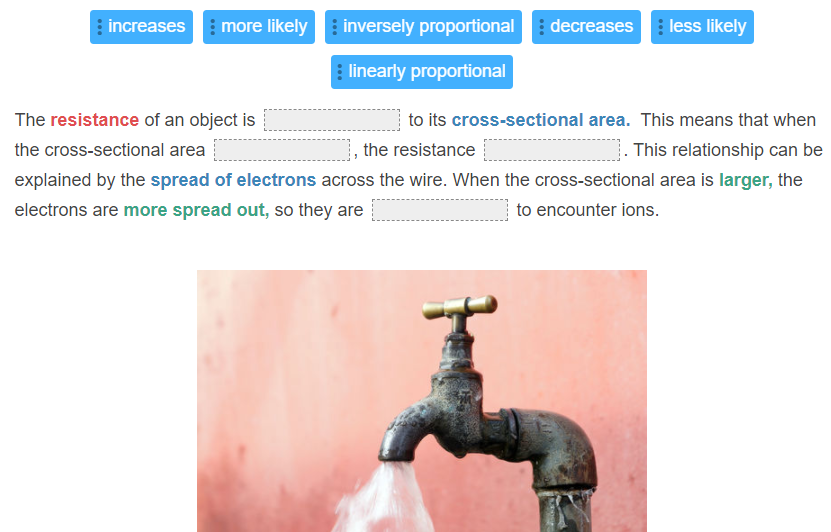 increases more likely inversely proportional decreases less likely
linearly proportional
The resistance of an object is to its cross-sectional area. This means that when
the cross-sectional area , the resistance . This relationship can be
explained by the spread of electrons across the wire. When the cross-sectional area is larger, the
electrons are more spread out, so they are to encounter ions.